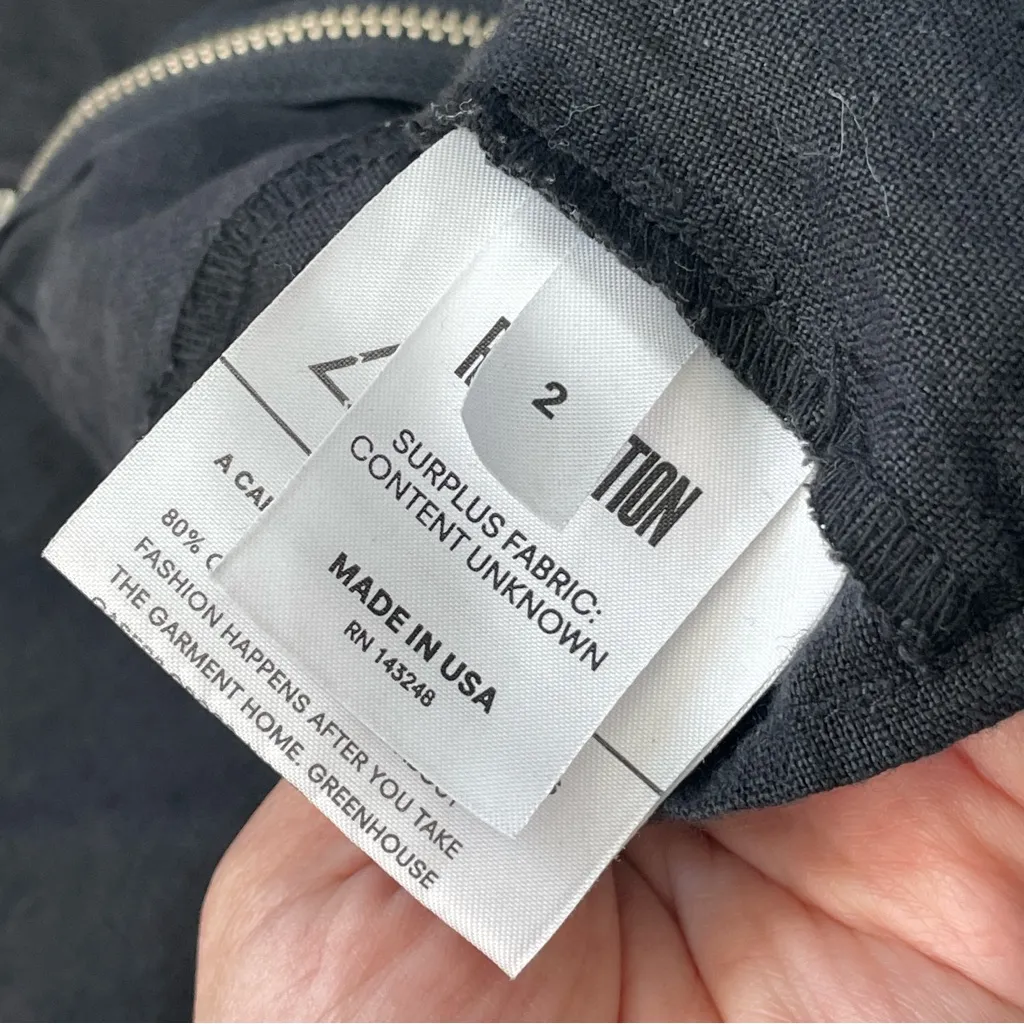 2
TION
SURPLUS FABRIC:
CONTENT UNKNOWN
MADE IN USA
RN 143248
A
80%
FASHION HAPPENS AFTER YOU TAKE
THE GARMENT HOME. GREENHOUSE